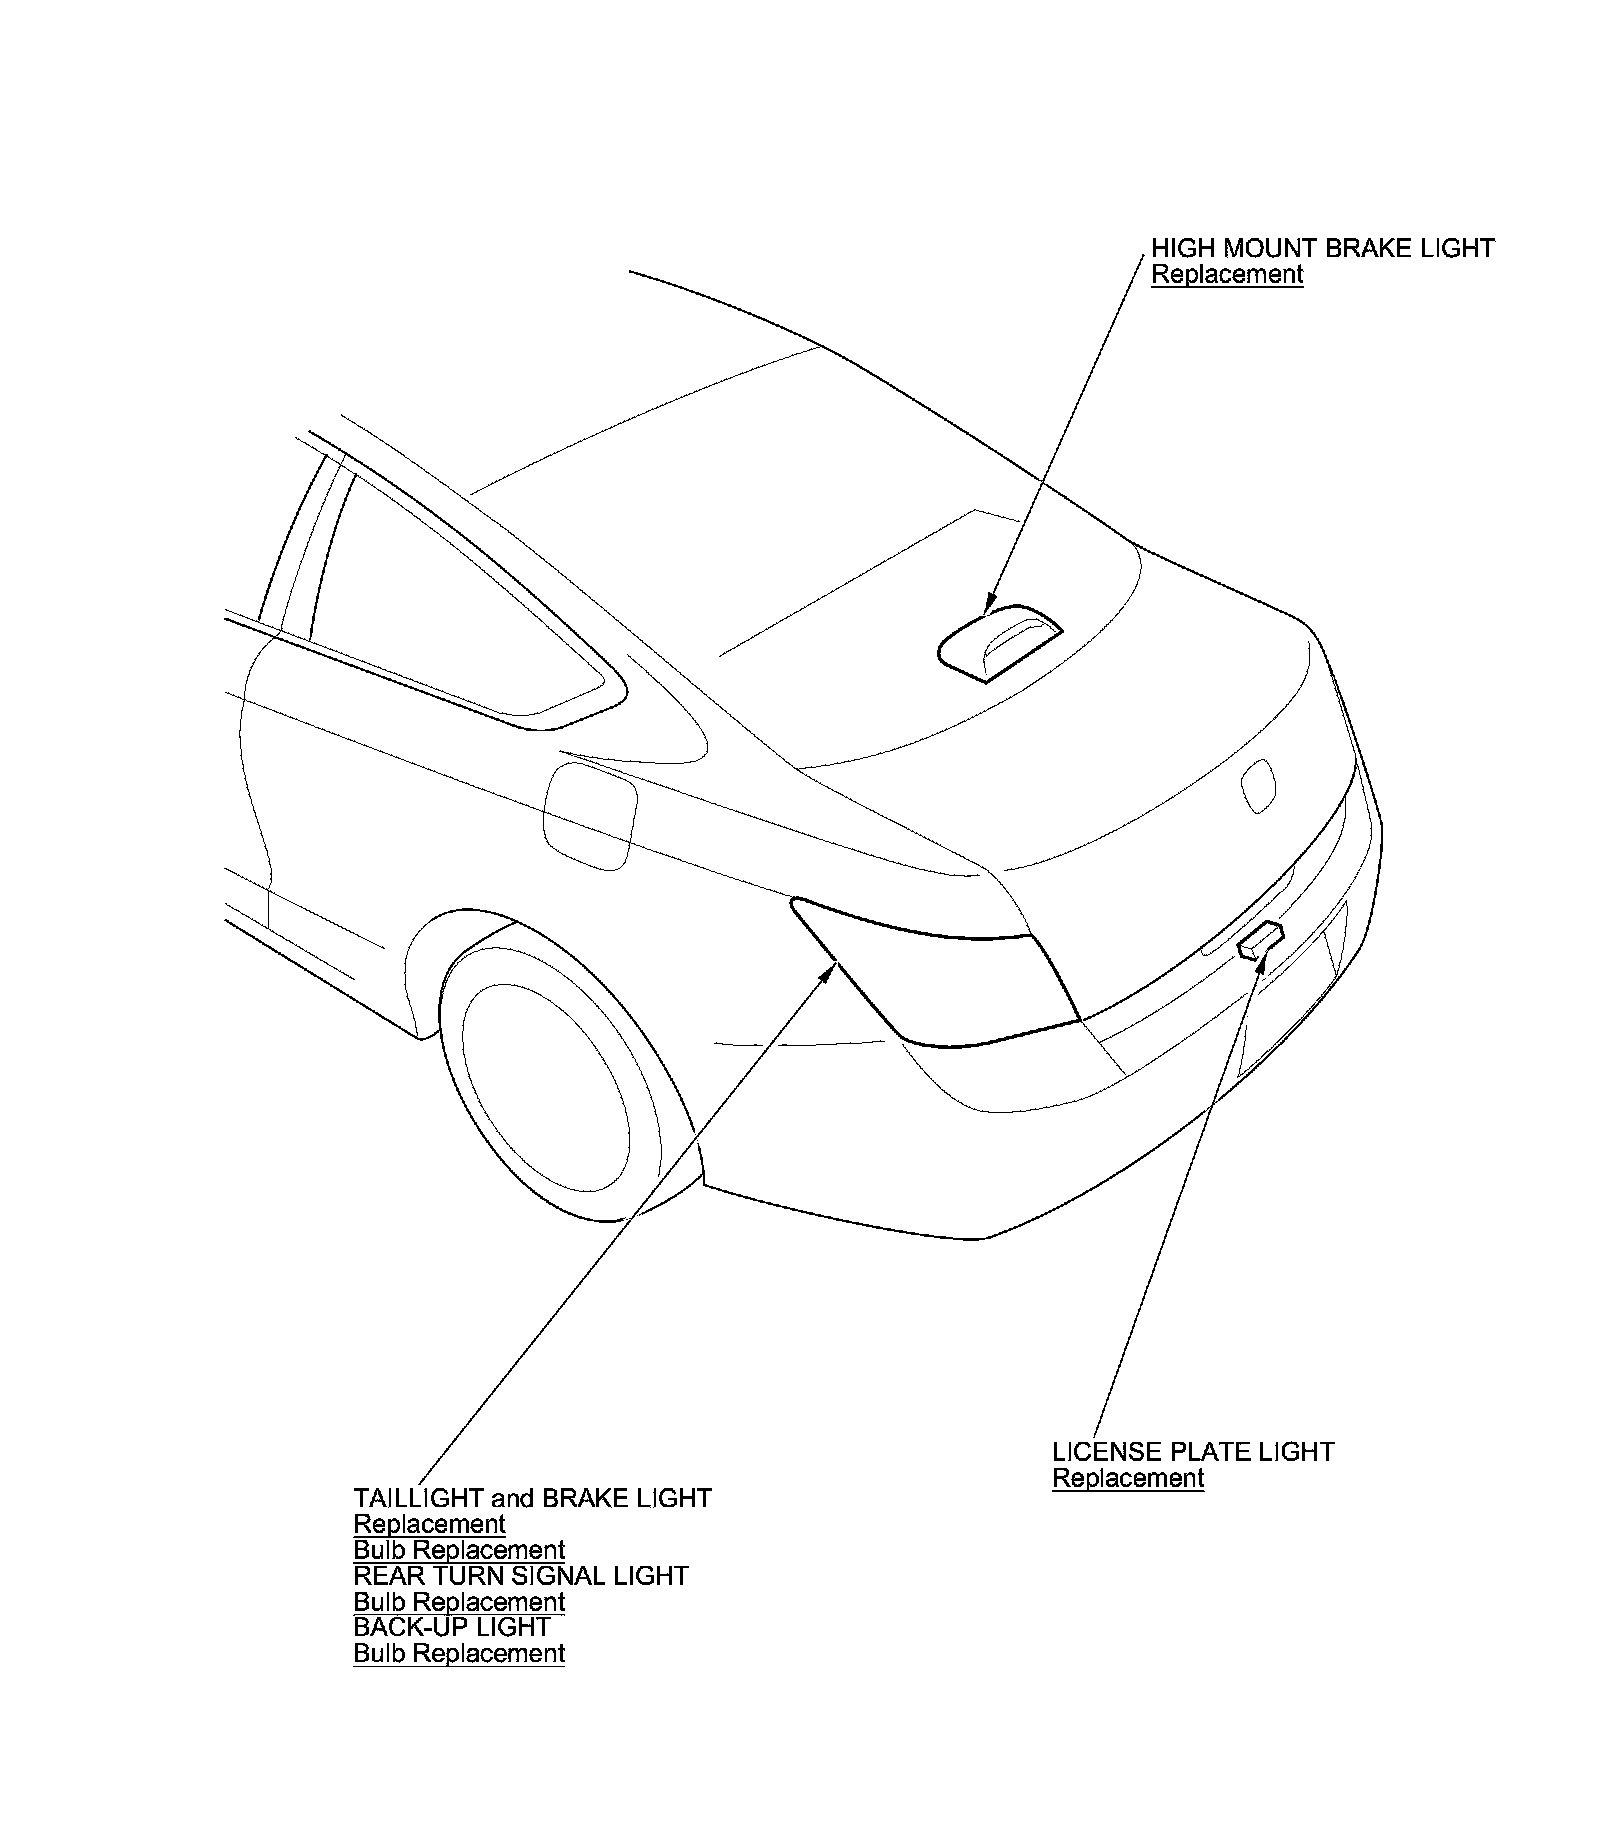 HIGH MOUNT BRAKE LIGHT
Replacement
LICENSE PLATE LIGHT
Replacement
TAILLIGHT and BRAKE LIGHT
Replacement
Bulb Replacement
REAR TURN SIGNAL LIGHT
Bulb Replacement
BACK-UP LIGHT
Bulb Replacement